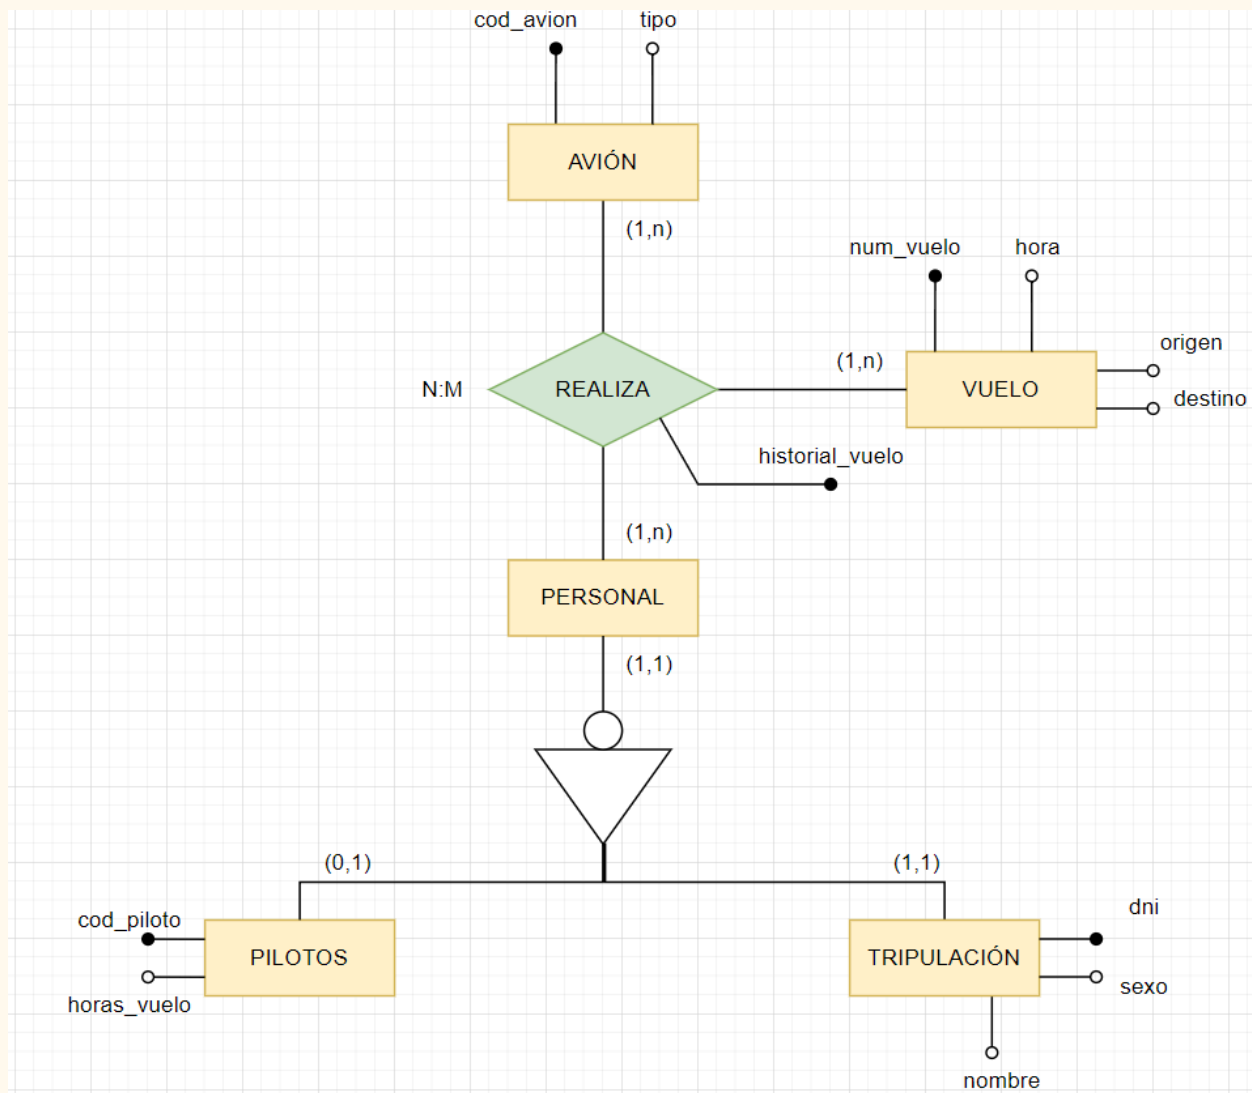 cod_avion
tipo
AVIÓN
(1,n)
num_vuelo
hora
origen
(1,n)
N:M
REALIZA
VUELO
destino
historial_vuelo
(1,n)
PERSONAL
(1,1)
(0,1)
(1,1)
dni
cod_piloto
PILOTOS
TRIPULACIÓN
sexo
horas_vuelo
nombre